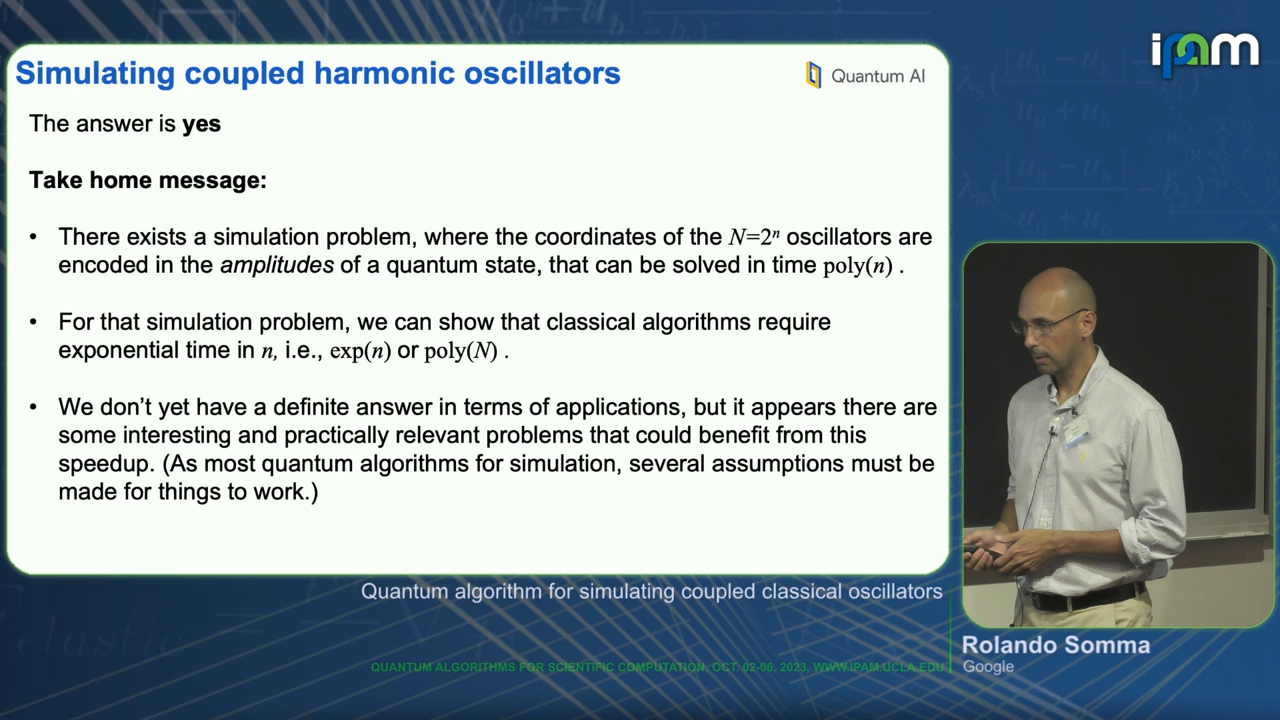 Simulating coupled harmonic oscillators
Quantum AI
ipam
The answer is yes
Take home message:
• There exists a simulation problem, where the coordinates of the N=2ⁿ oscillators are
encoded in the amplitudes of a quantum state, that can be solved in time poly(n) .
• For that simulation problem, we can show that classical algorithms require
exponential time in n, i.e., exp(n) or poly(N) .
• We don't yet have a definite answer in terms of applications, but it appears there are
some interesting and practically relevant problems that could benefit from this
speedup. (As most quantum algorithms for simulation, several assumptions must be
made for things to work.)
Quantum algorithm for simulating coupled classical oscillators
Rolando Somma
Google
QUANTUM ALGORITHMS FOR SCIENTIFIC COMPUTATION, OCT. 02-06, 2023, WWW.IPAM.UCLA.EDU
elastic